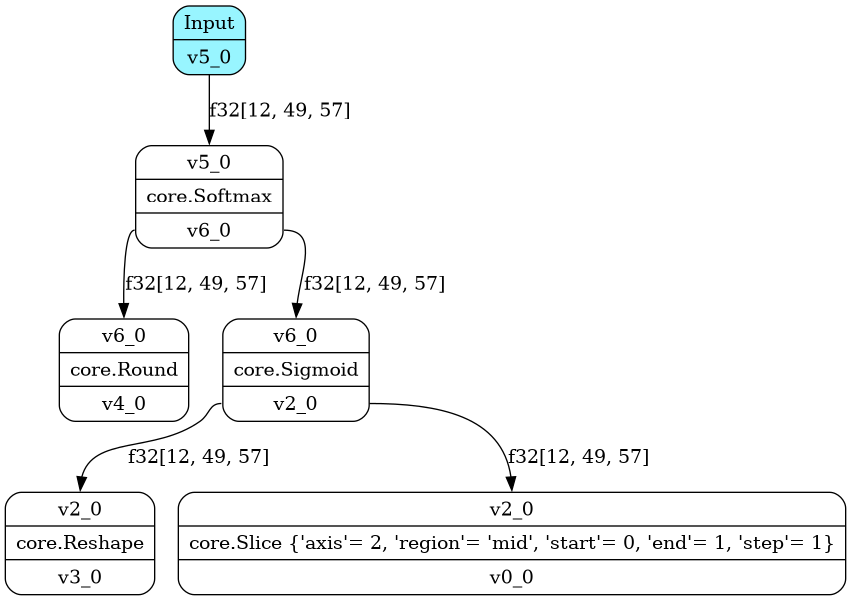 Input
v5_0
f32[12, 49, 57]
v5_0
core.Softmax
v6_0
f32[12, 49, 57]
f32[12, 49, 57]
v6_0
core.Round
v4_0
v6_0
core.Sigmoid
v2_0
f32[12, 49, 57]
f32[12, 49, 57]
v2_0
core.Reshape
v3_0
v2_0
core.Slice {'axis'= 2, 'region'= 'mid', 'start'= 0, 'end'= 1, 'step'= 1}
v0_0